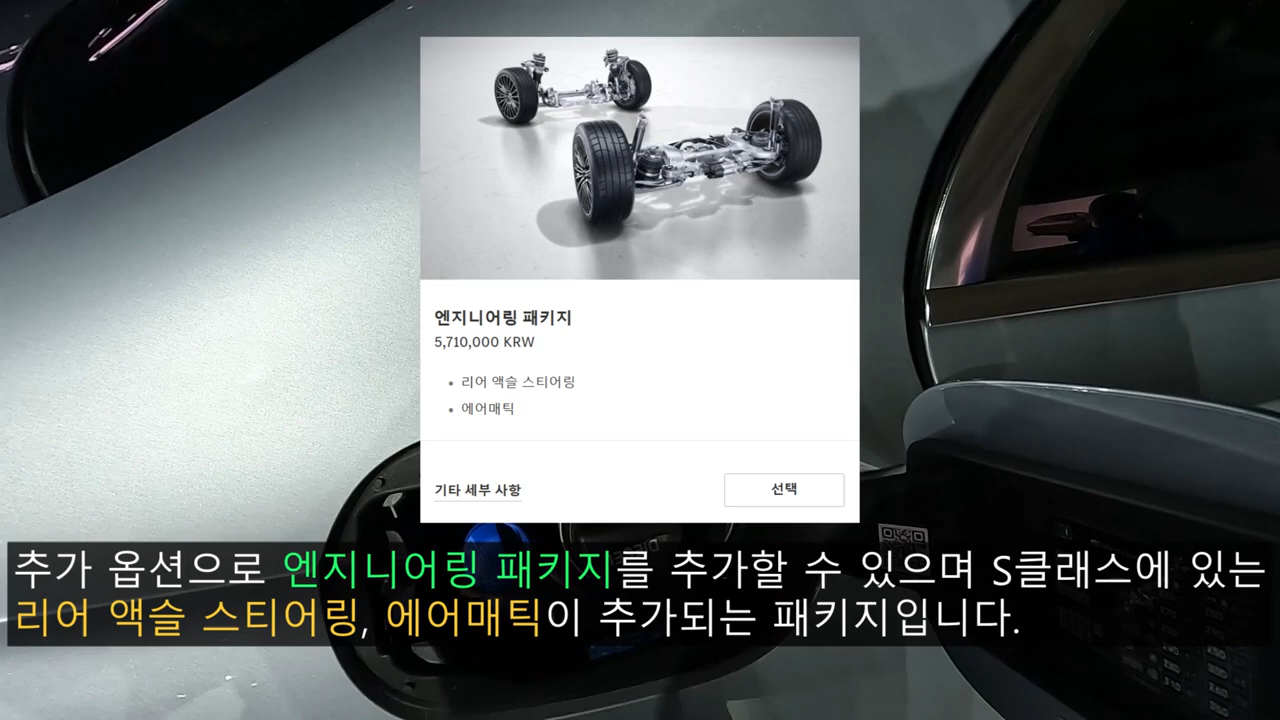 엔지니어링 패키지
5,710,000 KRW
• 리어 액슬 스티어링
• 에어매틱
기타 세부 사항
선택
추가 옵션으로 엔지니어링 패키지를 추가할 수 있으며 S클래스에 있는
리어 액슬 스티어링, 에어매틱이 추가되는 패키지입니다.